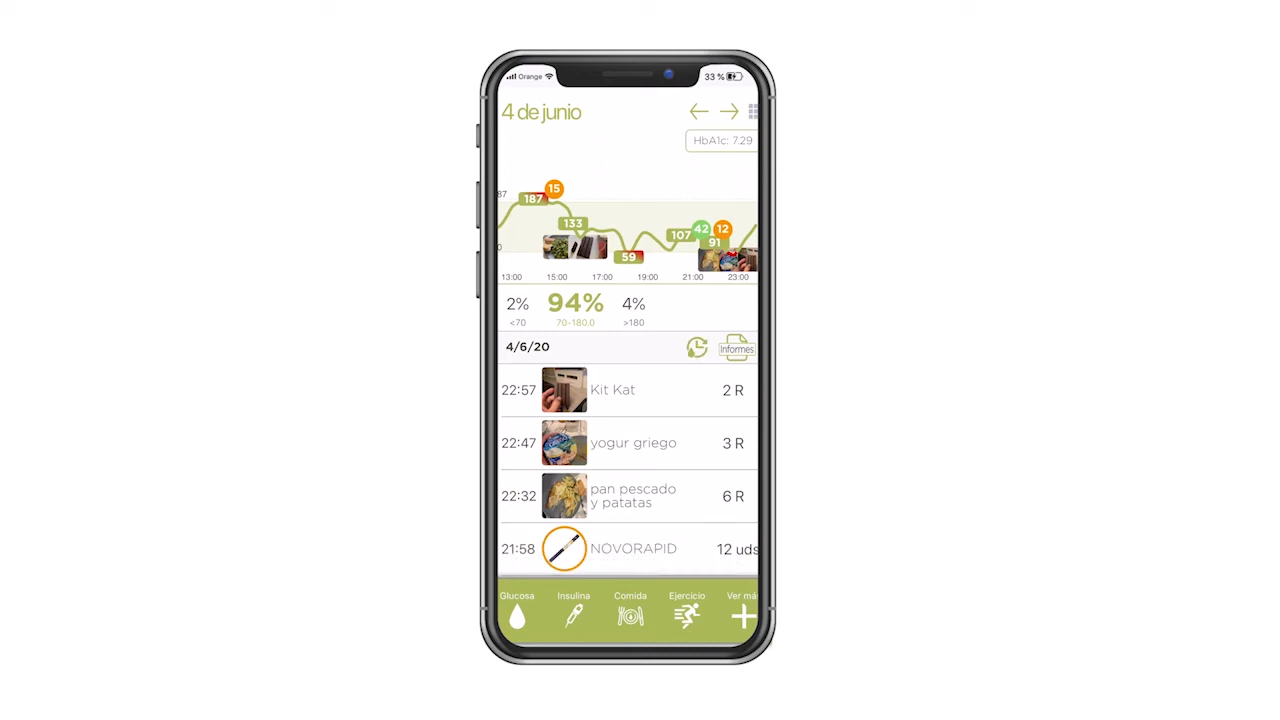 Orange
33 %
4 de junio
HbA1c: 7.29
87
187
15
133
59
107
42
12
91
0
13:00 15:00 17:00 19:00 21:00 23:00
2% 94% 4%
<70 70-180.0 >180
4/6/20
Informes
22:57 Kit Kat 2 R
22:47 yogur griego 3 R
22:32 pan pescado y patatas 6 R
21:58 NOVORAPID 12 uds
Glucosa Insulina Comida Ejercicio Ver más